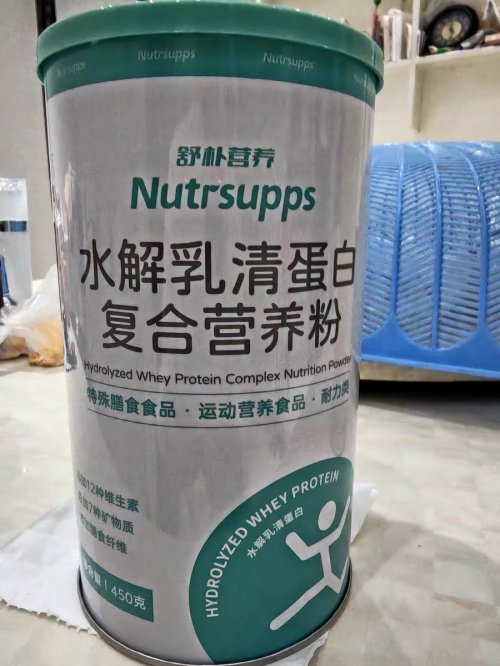 Nutrsupps
Nutrsupps
舒朴营养
Nutrsupps
水解乳清蛋白
复合营养粉
Hydrolyzed Whey Protein Complex Nutrition Powder
特殊膳食食品·运动营养食品·耐力类
12种维生素
7种矿物质
膳食纤维
HYDROLYZED WHEY PROTEIN
水解乳清蛋白
含量 | 450克